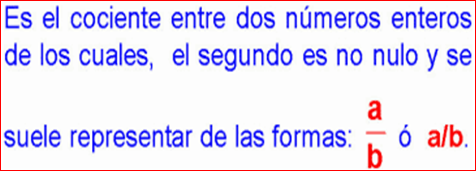 Es el cociente entre dos números enteros
de los cuales, el segundo es no nulo y se
suele representar de las formas: a/b ó a/b.